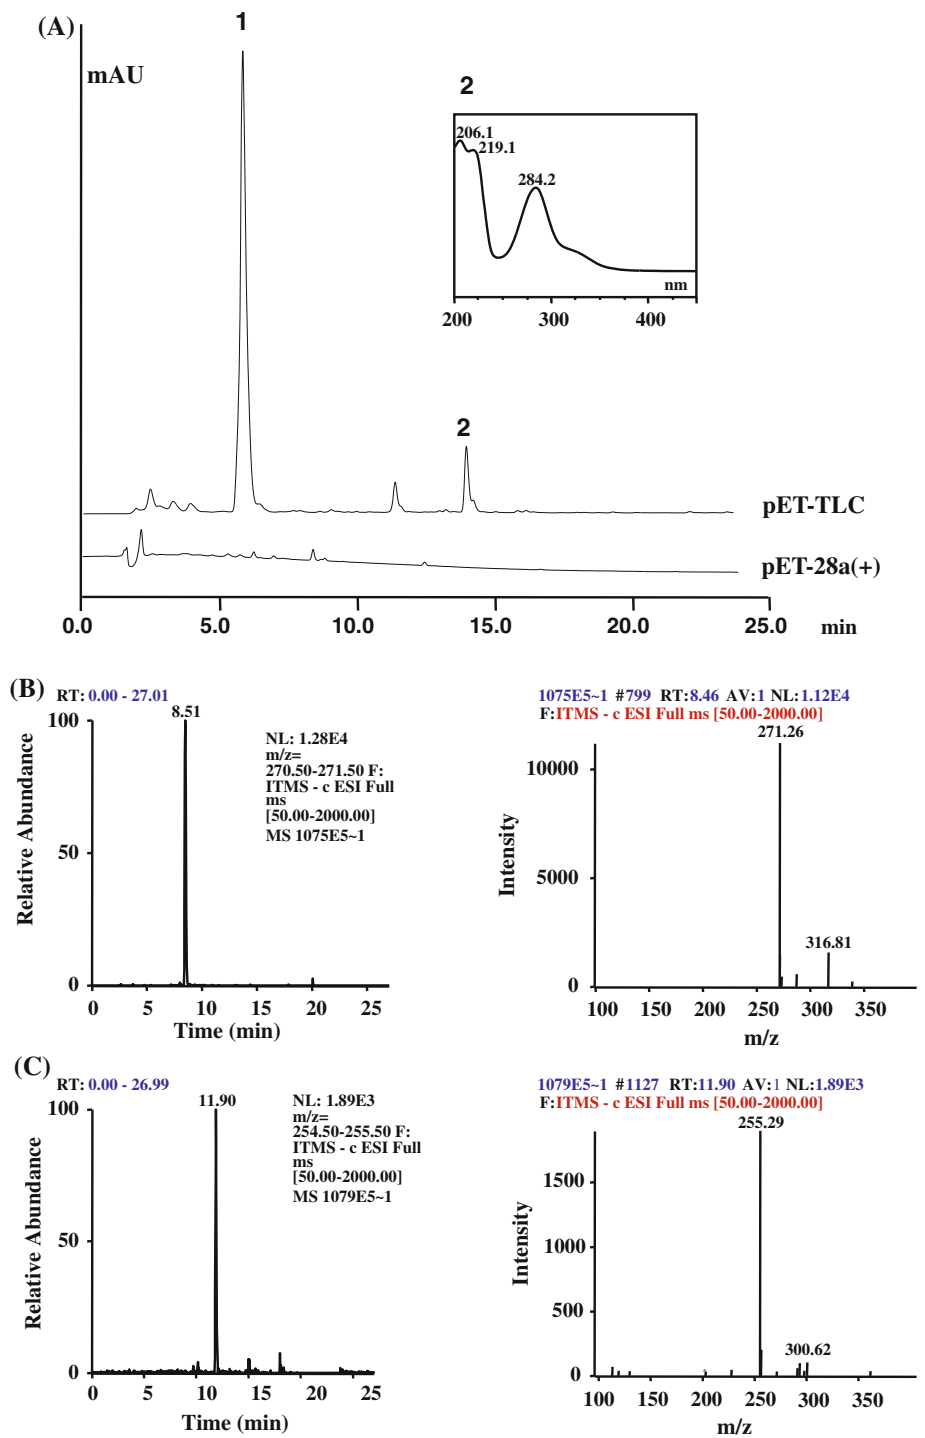 (A)
1
mAU
2
206.1
219.1
284.2
nm
200 300 400
2
pET-TLC
pET-28a(+)
0.0 5.0 10.0 15.0 20.0 25.0 min
(B)
RT: 0.00 - 27.01
100
8.51
NL: 1.28E4
m/z=
270.50-271.50 F:
ITMS - c ESI Full
ms
[50.00-2000.00]
MS 1075E5~1
Relative Abundance
50
0
0 5 10 15 20 25
Time (min)
1075E5~1 #799 RT:8.46 AV:1 NL:1.12E4
F:ITMS - c ESI Full ms [50.00-2000.00]
271.26
10000
Intensity
5000
316.81
0
100 150 200 250 300 350
m/z
(C)
RT: 0.00 - 26.99
100
11.90
NL: 1.89E3
m/z=
254.50-255.50 F:
ITMS - c ESI Full
ms
[50.00-2000.00]
MS 1079E5~1
Relative Abundance
50
0
0 5 10 15 20 25
Time (min)
1079E5~1 #1127 RT:11.90 AV:1 NL:1.89E3
F:ITMS - c ESI Full ms [50.00-2000.00]
255.29
1500
Intensity
1000
500
300.62
0
100 150 200 250 300 350
m/z